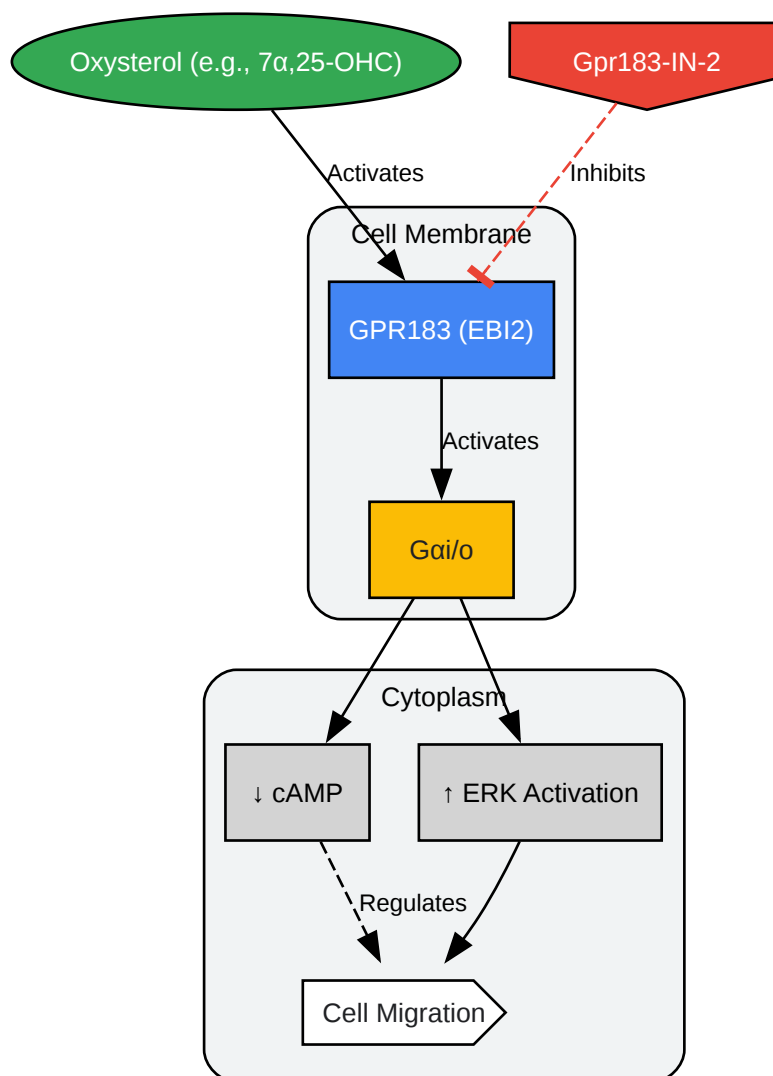 Oxysterol (e.g., 7α,25-OHC)
Gpr183-IN-2
Activates
Inhibits
Cell Membrane
GPR183 (EBI2)
Activates
Gαi/o
Cytoplasm
↓ cAMP
↑ ERK Activation
Regulates
Cell Migration